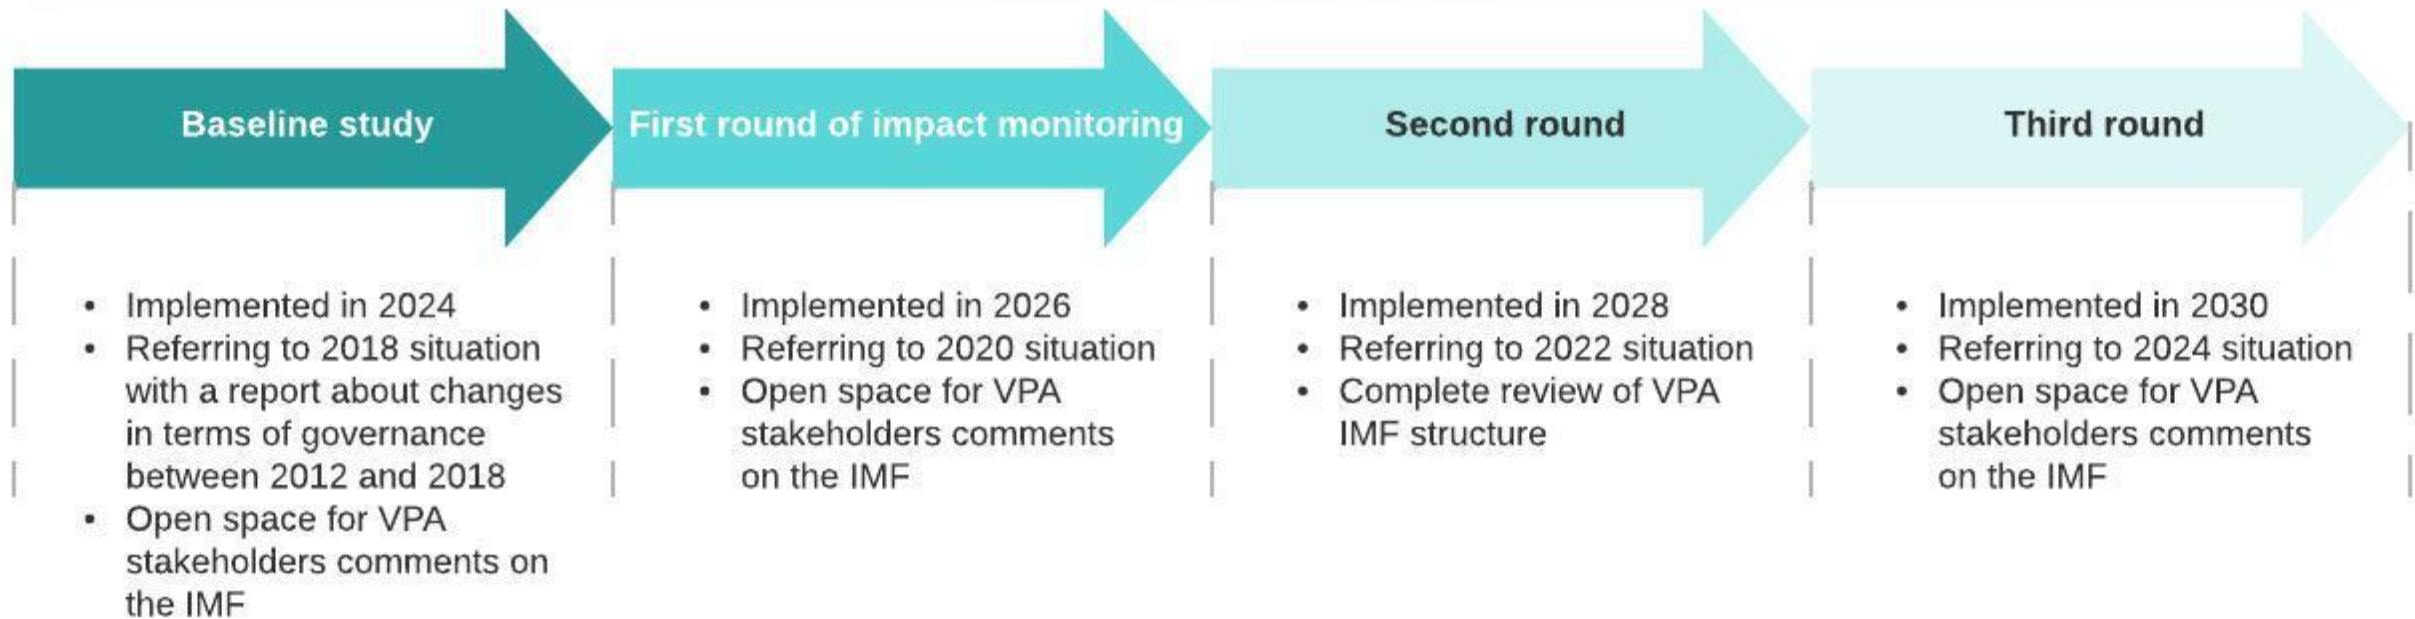 Baseline study
First round of impact monitoring
Second round
Third round
• Implemented in 2024
• Referring to 2018 situation
with a report about changes
in terms of governance
between 2012 and 2018
• Open space for VPA
stakeholders comments on
the IMF
• Implemented in 2026
• Referring to 2020 situation
• Open space for VPA
stakeholders comments
on the IMF
• Implemented in 2028
• Referring to 2022 situation
• Complete review of VPA
IMF structure
• Implemented in 2030
• Referring to 2024 situation
• Open space for VPA
stakeholders comments
on the IMF